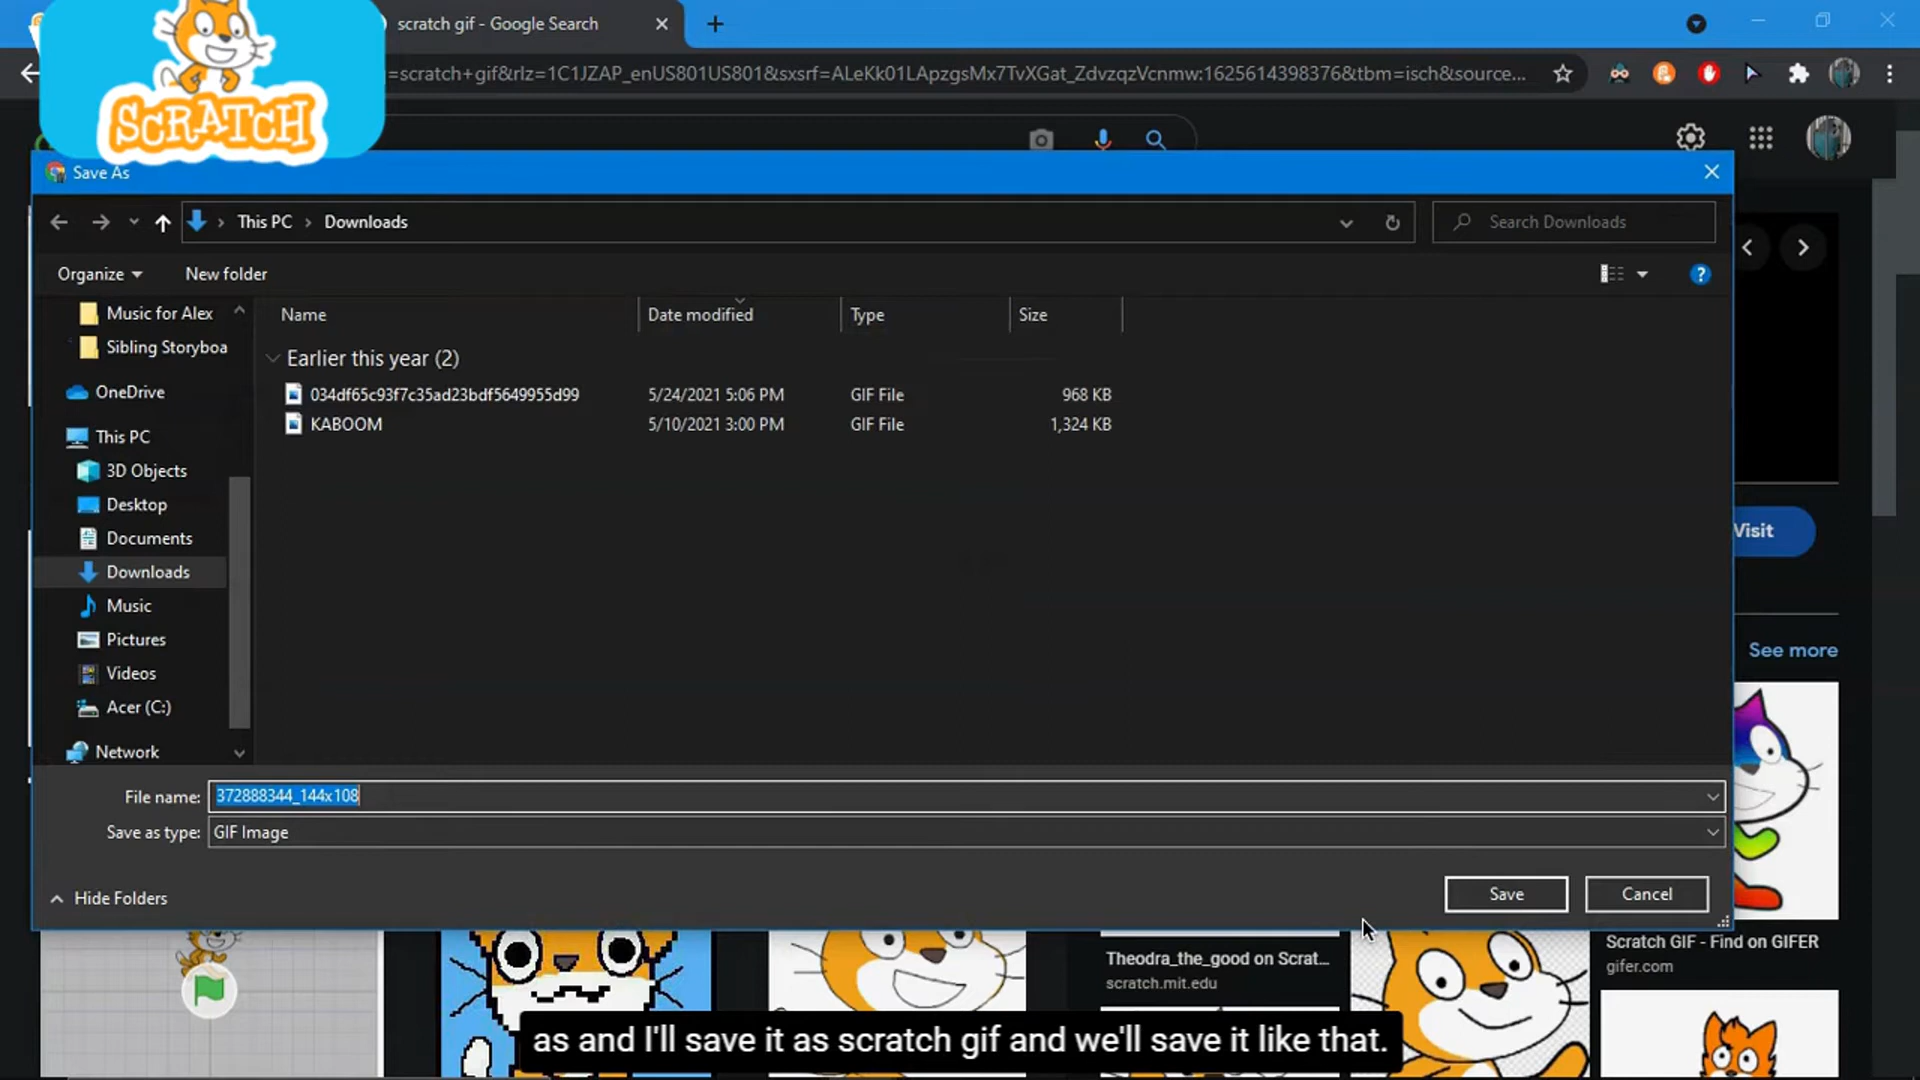 SCRATCH
scratch gif - Google Search
=scratch+gif&rlz=1C1JZAP_enUS801US801&sxsrf=ALeKk01LApzgsMx7TvXGat_ZdvzqzVcnmw:1625614398376&tbm=isch&source...
Save As
This PC > Downloads
Search Downloads
Organize
New folder
Name
Date modified
Type
Size
Music for Alex
Sibling Storyboa
OneDrive
This PC
3D Objects
Desktop
Documents
Downloads
Music
Pictures
Videos
Acer (C:)
Network
Earlier this year (2)
034df65c93f7c35ad23bdf5649955d99 5/24/2021 5:06 PM GIF File 968 KB
KABOOM 5/10/2021 3:00 PM GIF File 1,324 KB
File name: 372888344_144x108
Save as type: GIF Image
Hide Folders
Save
Cancel
Visit
See more
Theodra_the_good on Scrat...
scratch.mit.edu
Scratch GIF - Find on GIFER
gifer.com
as and I'll save it as scratch gif and we'll save it like that.